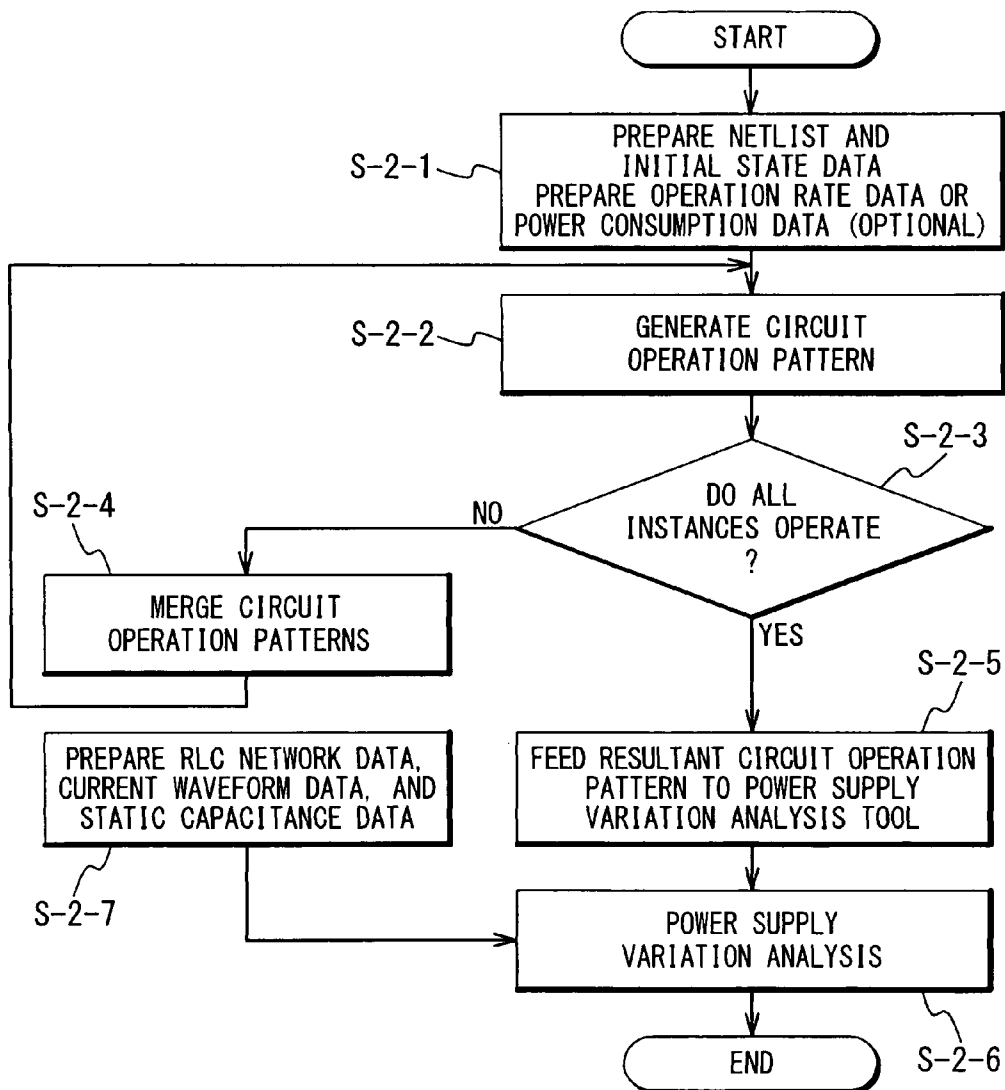 START
S-2-1
PREPARE NETLIST AND
INITIAL STATE DATA
PREPARE OPERATION RATE DATA OR
POWER CONSUMPTION DATA (OPTIONAL)
S-2-2
GENERATE CIRCUIT
OPERATION PATTERN
S-2-3
DO ALL
INSTANCES OPERATE
?
NO
YES
S-2-4
MERGE CIRCUIT
OPERATION PATTERNS
S-2-5
FEED RESULTANT CIRCUIT OPERATION
PATTERN TO POWER SUPPLY
VARIATION ANALYSIS TOOL
PREPARE RLC NETWORK DATA,
CURRENT WAVEFORM DATA, AND
STATIC CAPACITANCE DATA
S-2-7
POWER SUPPLY
VARIATION ANALYSIS
S-2-6
END